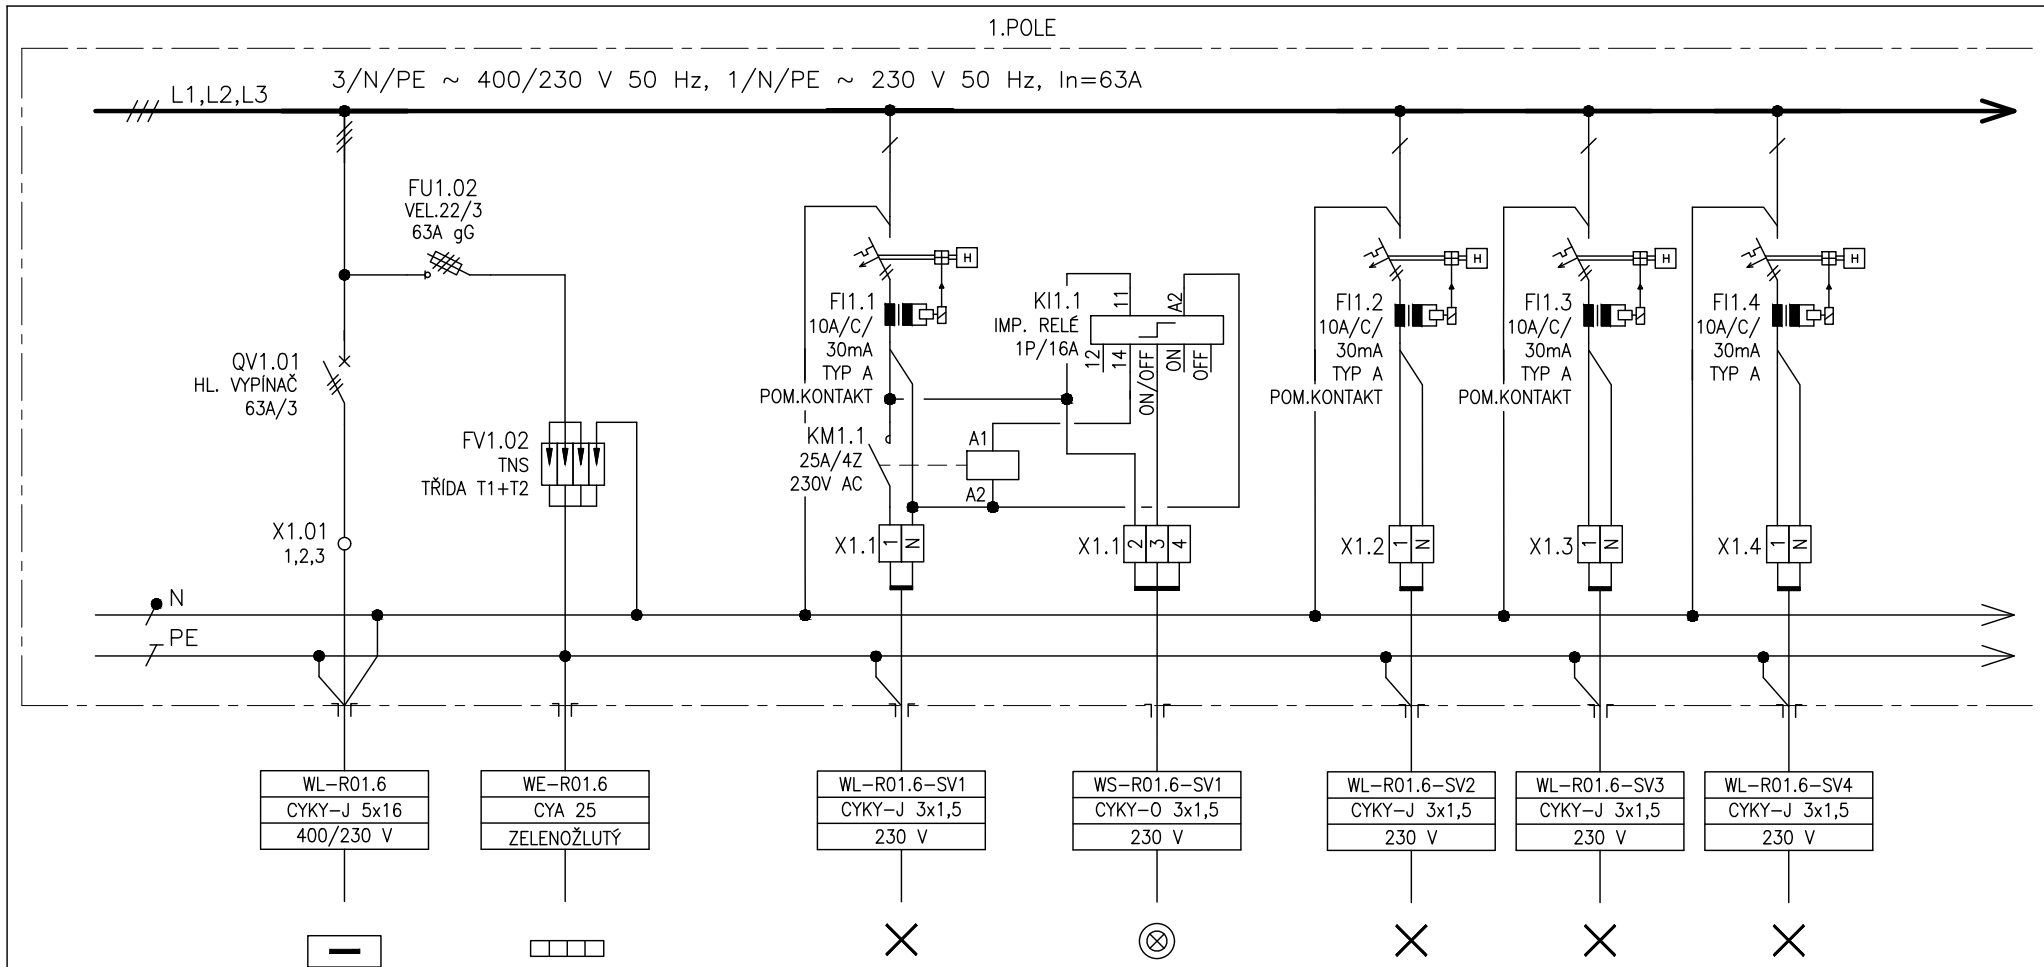 1.POLE
3/N/PE ~ 400/230 V 50 Hz, 1/N/PE ~ 230 V 50 Hz, In=63A
L1,L2,L3
FU1.02
VEL.22/3
63A gG
QV1.01
HL. VYPÍNAČ
63A/3
FV1.02
TNS
TŘÍDA T1+T2
X1.01
1,2,3
H
FI1.1
10A/C/
30mA
TYP A
POM.KONTAKT
KM1.1
25A/4Z
230V AC
A1
A2
X1.1
1
N
KI1.1
IMP. RELÉ
1P/16A
11
A2
12
14
ON/OFF
ON
OFF
X1.1
2
3
4
H
FI1.2
10A/C/
30mA
TYP A
POM.KONTAKT
X1.2
1
N
H
FI1.3
10A/C/
30mA
TYP A
POM.KONTAKT
X1.3
1
N
H
FI1.4
10A/C/
30mA
TYP A
X1.4
1
N
N
PE
WL-R01.6
CYKY-J 5x16
400/230 V
WE-R01.6
CYA 25
ZELENOŽLUTÝ
WL-R01.6-SV1
CYKY-J 3x1,5
230 V
WS-R01.6-SV1
CYKY-O 3x1,5
230 V
WL-R01.6-SV2
CYKY-J 3x1,5
230 V
WL-R01.6-SV3
CYKY-J 3x1,5
230 V
WL-R01.6-SV4
CYKY-J 3x1,5
230 V